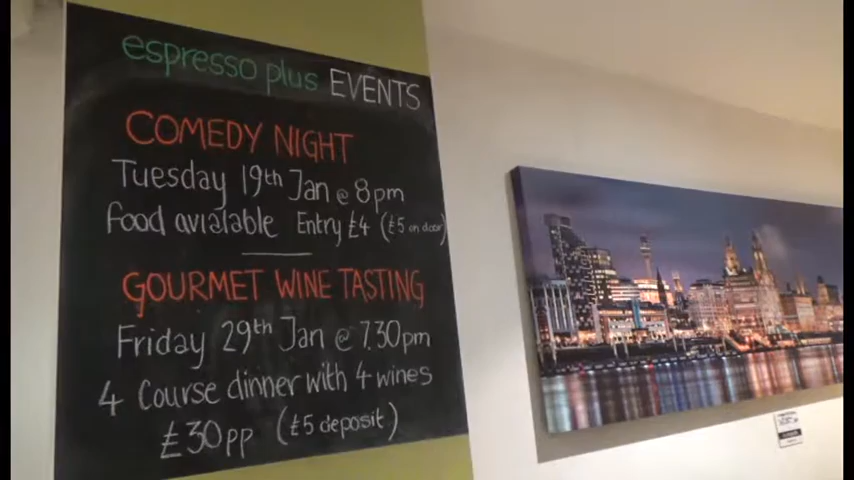 espresso plus EVENTS
COMEDY NIGHT
Tuesday 19th Jan @ 8pm
food avialable Entry £4 (£5 on door)
GOURMET WINE TASTING
Friday 29th Jan @ 7.30pm
4 Course dinner with 4 wines
£30pp (£5 deposit)